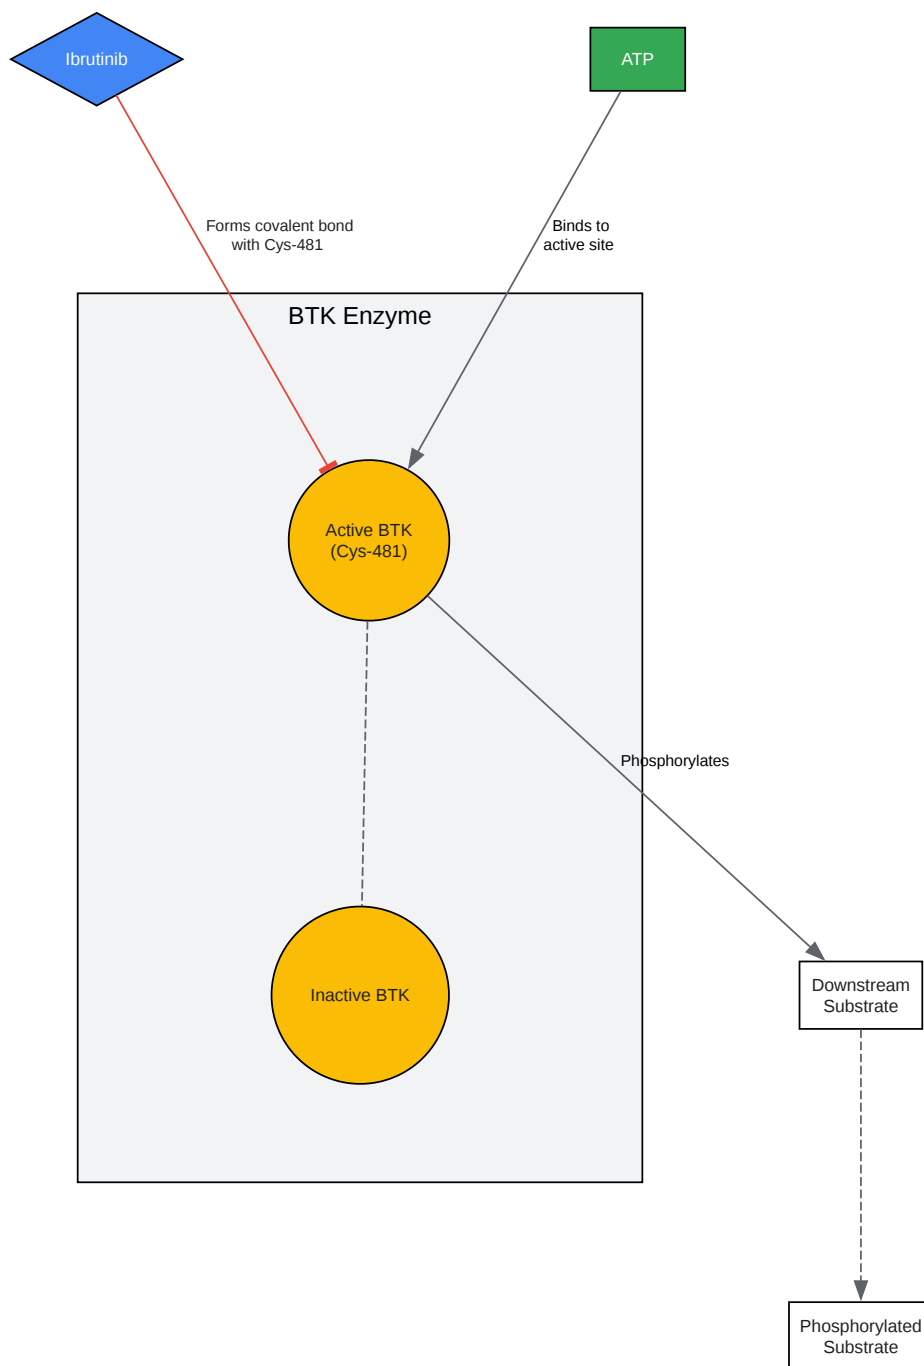 Ibrutinib
ATP
Forms covalent bond
with Cys-481
Binds to
active site
BTK Enzyme
Active BTK
(Cys-481)
Phosphorylates
Inactive BTK
Downstream
Substrate
Phosphorylated
Substrate